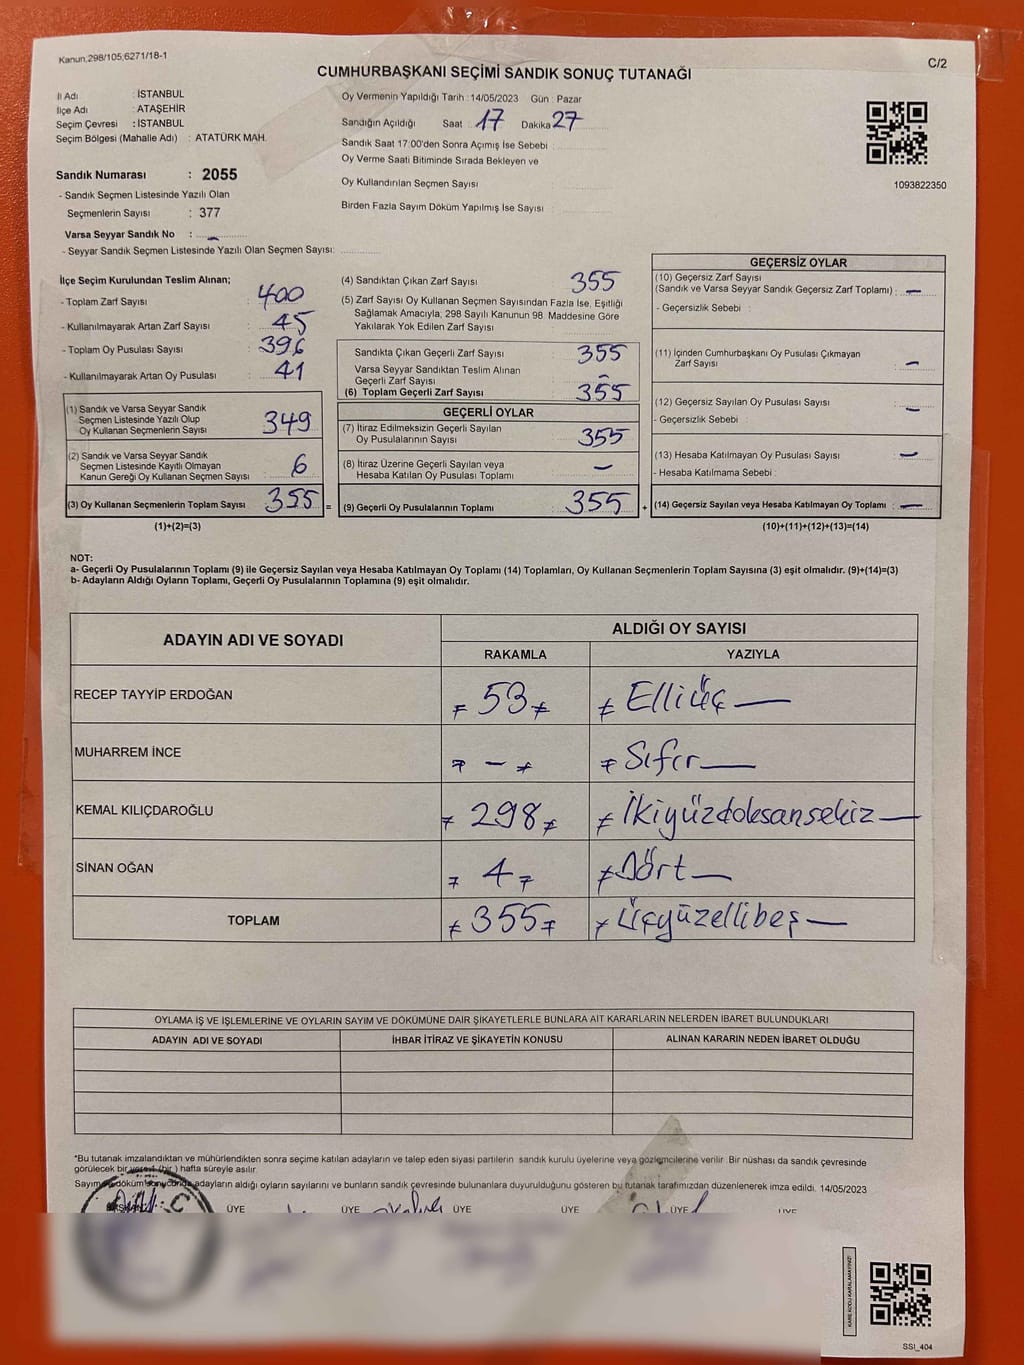 Kanun;298/105;6271/18-1
C/2
CUMHURBAŞKANI SEÇİMİ SANDIK SONUÇ TUTANAĞI
İl Adı : İSTANBUL
İlçe Adı : ATAŞEHİR
Seçim Çevresi : İSTANBUL
Seçim Bölgesi (Mahalle Adı) : ATATÜRK MAH.
Oy Vermenin Yapıldığı Tarih : 14/05/2023 Gün : Pazar
Sandığın Açıldığı Saat : 17 Dakika 27
Sandık Saat 17:00'den Sonra Açımış İse Sebebi :
Oy Verme Saati Bitiminde Sırada Bekleyen ve
Oy Kullandırılan Seçmen Sayısı :
Birden Fazla Sayım Döküm Yapılmış İse Sayısı :
1093822350
Sandık Numarası : 2055
- Sandık Seçmen Listesinde Yazılı Olan
Seçmenlerin Sayısı : 377
Varsa Seyyar Sandık No : -
- Seyyar Sandık Seçmen Listesinde Yazılı Olan Seçmen Sayısı:
İlçe Seçim Kurulundan Teslim Alınan;
- Toplam Zarf Sayısı : 400
- Kullanılmayarak Artan Zarf Sayısı : 45
- Toplam Oy Pusulası Sayısı : 396
- Kullanılmayarak Artan Oy Pusulası : 41
(1) Sandık ve Varsa Seyyar Sandık
Seçmen Listesinde Yazılı Olup
Oy Kullanan Seçmenlerin Sayısı : 349
(2) Sandık ve Varsa Seyyar Sandık
Seçmen Listesinde Kayıtlı Olmayan
Kanun Gereği Oy Kullanan Seçmen Sayısı : 6
(3) Oy Kullanan Seçmenlerin Toplam Sayısı : 355 =
(1)+(2)=(3)
(4) Sandıktan Çıkan Zarf Sayısı : 355
(5) Zarf Sayısı Oy Kullanan Seçmen Sayısından Fazla İse, Eşitliği
Sağlamak Amacıyla; 298 Sayılı Kanunun 98. Maddesine Göre
Yakılarak Yok Edilen Zarf Sayısı :
Sandıkta Çıkan Geçerli Zarf Sayısı : 355
Varsa Seyyar Sandıktan Teslim Alınan
Geçerli Zarf Sayısı : -
(6) Toplam Geçerli Zarf Sayısı : 355
GEÇERLİ OYLAR
(7) İtiraz Edilmeksizin Geçerli Sayılan
Oy Pusulalarının Sayısı : 355
(8) İtiraz Üzerine Geçerli Sayılan veya
Hesaba Katılan Oy Pusulası Toplamı : -
(9) Geçerli Oy Pusulalarının Toplamı : 355 +
GEÇERSİZ OYLAR
(10) Geçersiz Zarf Sayısı
(Sandık ve Varsa Seyyar Sandık Geçersiz Zarf Toplamı) : -
- Geçersizlik Sebebi :
(11) İçinden Cumhurbaşkanı Oy Pusulası Çıkmayan
Zarf Sayısı : -
(12) Geçersiz Sayılan Oy Pusulası Sayısı : -
- Geçersizlik Sebebi :
(13) Hesaba Katılmayan Oy Pusulası Sayısı : -
- Hesaba Katılmama Sebebi :
(14) Geçersiz Sayılan veya Hesaba Katılmayan Oy Toplamı : -
(10)+(11)+(12)+(13)=(14)
NOT:
a- Geçerli Oy Pusulalarının Toplamı (9) ile Geçersiz Sayılan veya Hesaba Katılmayan Oy Toplamı (14) Toplamları, Oy Kullanan Seçmenlerin Toplam Sayısına (3) eşit olmalıdır. (9)+(14)=(3)
b- Adayların Aldığı Oyların Toplamı, Geçerli Oy Pusulalarının Toplamına (9) eşit olmalıdır.
ADAYIN ADI VE SOYADI ALDIĞI OY SAYISI
RAKAMLA YAZIYLA
RECEP TAYYİP ERDOĞAN 53 Elliüç
MUHARREM İNCE - Sıfır
KEMAL KILIÇDAROĞLU 298 İkiyüzdoksansekiz
SİNAN OĞAN 4 Dört
TOPLAM 355 Üçyüzellibeş
OYLAMA İŞ VE İŞLEMLERİNE VE OYLARIN SAYIM VE DÖKÜMÜNE DAİR ŞİKAYETLERLE BUNLARA AİT KARARLARIN NELERDEN İBARET BULUNDUKLARI
ADAYIN ADI VE SOYADI İHBAR İTİRAZ VE ŞİKAYETİN KONUSU ALINAN KARARIN NEDEN İBARET OLDUĞU
*Bu tutanak imzalandıktan ve mühürlendikten sonra seçime katılan adayların ve talep eden siyasi partilerin sandık kurulu üyelerine veya gözlemcilerine verilir. Bir nüshası da sandık çevresinde
görülecek bir yere 1 (bir ) hafta süreyle asılır.
Sayım ve döküm sonucunda adayların aldığı oyların sayılarını ve bunların sandık çevresinde bulunanlara duyurulduğunu gösteren bu tutanak tarafımızdan düzenlenerek imza edildi. 14/05/2023
ÜYE ÜYE ÜYE ÜYE ÜYE ÜYE
KAREKODU KARALAMAYINIZ!
SSİ_404